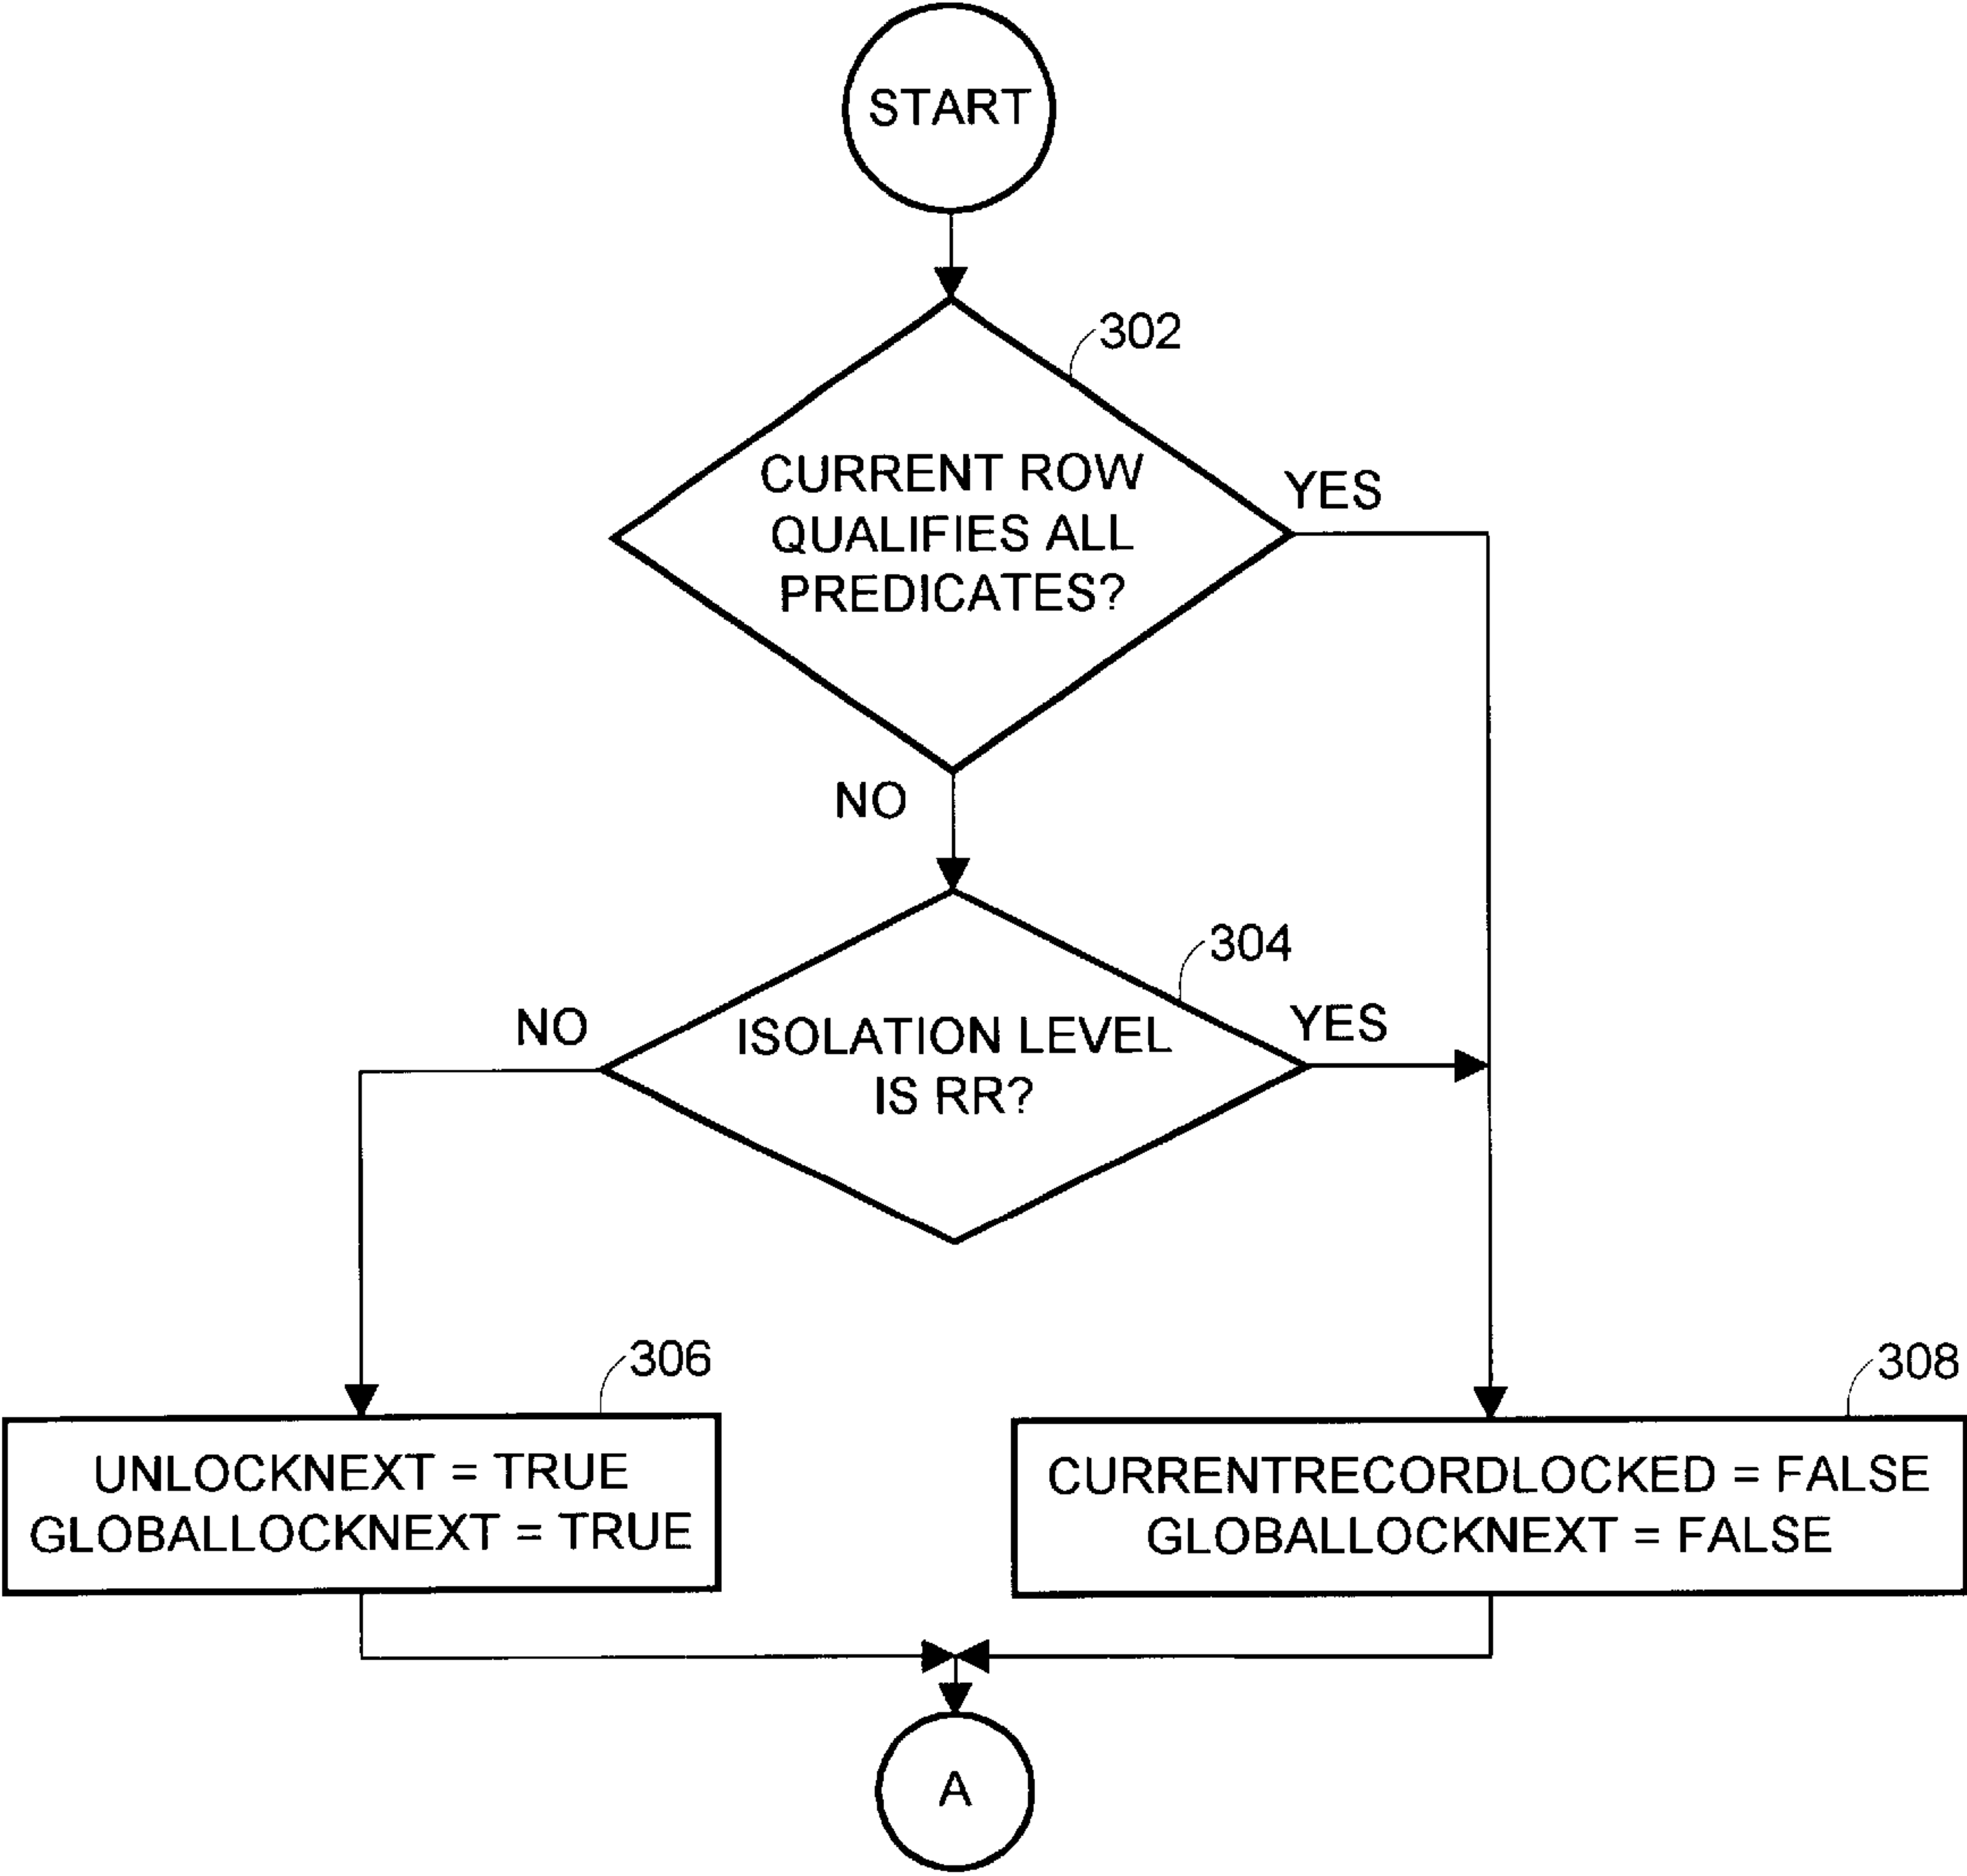 START
302
CURRENT ROW
QUALIFIES ALL
PREDICATES?
YES
NO
304
NO
ISOLATION LEVEL
IS RR?
YES
306
UNLOCKNEXT = TRUE
GLOBALLOCKNEXT = TRUE
308
CURRENTRECORDLOCKED = FALSE
GLOBALLOCKNEXT = FALSE
A